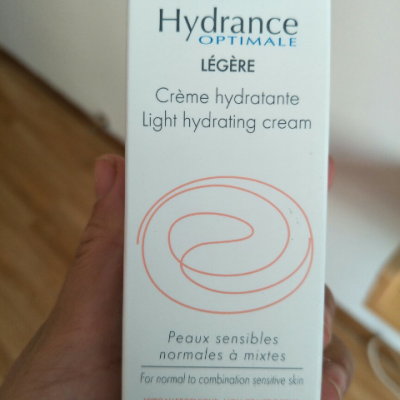 Hydrance
OPTIMALE
LÉGÈRE
Crème hydratante
Light hydrating cream
Peaux sensibles
normales à mixtes
For normal to combination sensitive skin